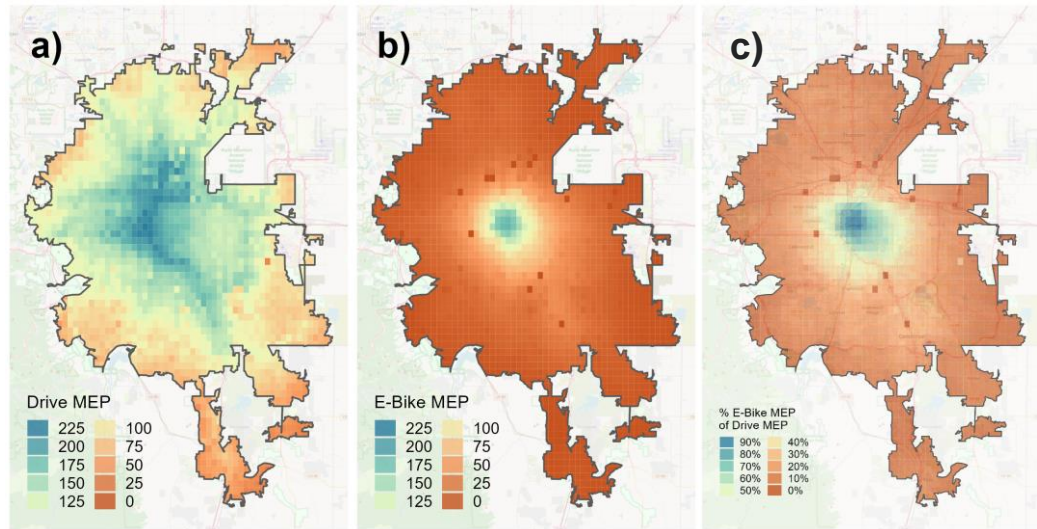 a)
b)
c)
Drive MEP
225 100
200 75
175 50
150 25
125 0
E-Bike MEP
225 100
200 75
175 50
150 25
125 0
% E-Bike MEP
of Drive MEP
90% 40%
80% 30%
70% 20%
60% 10%
50% 0%